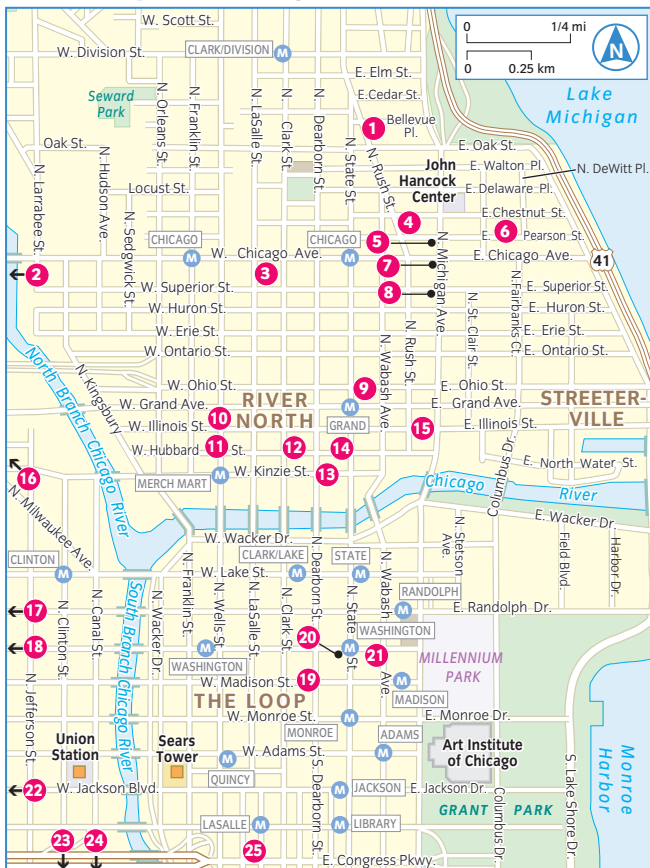 W. Scott St.
0 1/4 mi
0 0.25 km
N
W. Division St.
CLARK/DIVISION
M
E. Elm St.
E.Cedar St.
Seward
Park
Lake
Michigan
N. Orleans St.
N. Franklin St.
N. LaSalle St.
N. Clark St.
N. Dearborn St.
N. State St.
N. Rush St.
1
Bellevue
Pl.
Oak St.
E. Oak St.
N. Larrabee St.
N. Hudson Ave.
N. Sedgwick St.
Locust St.
John
Hancock
Center
E. Walton Pl.
N. DeWitt Pl.
E. Delaware Pl.
E.Chestnut St.
4
5
6
E. Pearson St.
CHICAGO
M
CHICAGO
M
W. Chicago Ave.
E. Chicago Ave.
41
2
3
7
8
N. Michigan Ave.
W. Superior St.
E. Superior St.
W. Huron St.
E. Huron St.
N. St. Clair St.
N.Fairbanks Ct.
W. Erie St.
E. Erie St.
W. Ontario St.
E. Ontario St.
N. Wabash Ave.
N. Rush St.
North Branch Chicago River
N. Kingsbury
W. Ohio St.
E. Ohio St.
9
W. Grand Ave.
E. Grand Ave.
RIVER
NORTH
STREETER-
VILLE
M
GRAND
10
W. Illinois St.
E. Illinois St.
15
11
W. Hubbard St.
12
14
Columbus Dr.
E. North Water St.
16
MERCH MART
M
W. Kinzie St.
13
Chicago
River
N. Milwaukee Ave.
W. Wacker Dr.
E. Wacker Dr.
CLINTON
M
CLARK/LAKE
M
STATE
M
W. Lake St.
N. Stetson
Ave.
Field Blvd.
Harbor Dr.
N. Franklin St.
N. Wells St.
N. LaSalle St.
N. Clark St.
N. Dearborn St.
N. State
St.
N. Wabash
Ave.
RANDOLPH
M
E. Randolph Dr.
17
18
N. Clinton St.
N. Canal St.
South Branch Chicago River
N. Wacker Dr.
WASHINGTON
M
20
M
WASHINGTON
21
MILLENNIUM
PARK
W. Madison St.
19
M
MADISON
THE LOOP
N. Jefferson St.
W. Monroe St.
M
MONROE
E. Monroe Dr.
Union
Station
Sears
Tower
M
W. Adams St.
ADAMS
M
Art Institute
of Chicago
QUINCY
22
W. Jackson Blvd.
M
JACKSON
E. Jackson Dr.
S. Dearborn St.
GRANT PARK
Columbus Dr.
S. Lake Shore Dr.
Monroe
Harbor
23
24
LASALLE
M
M
LIBRARY
25
E. Congress Pkwy.